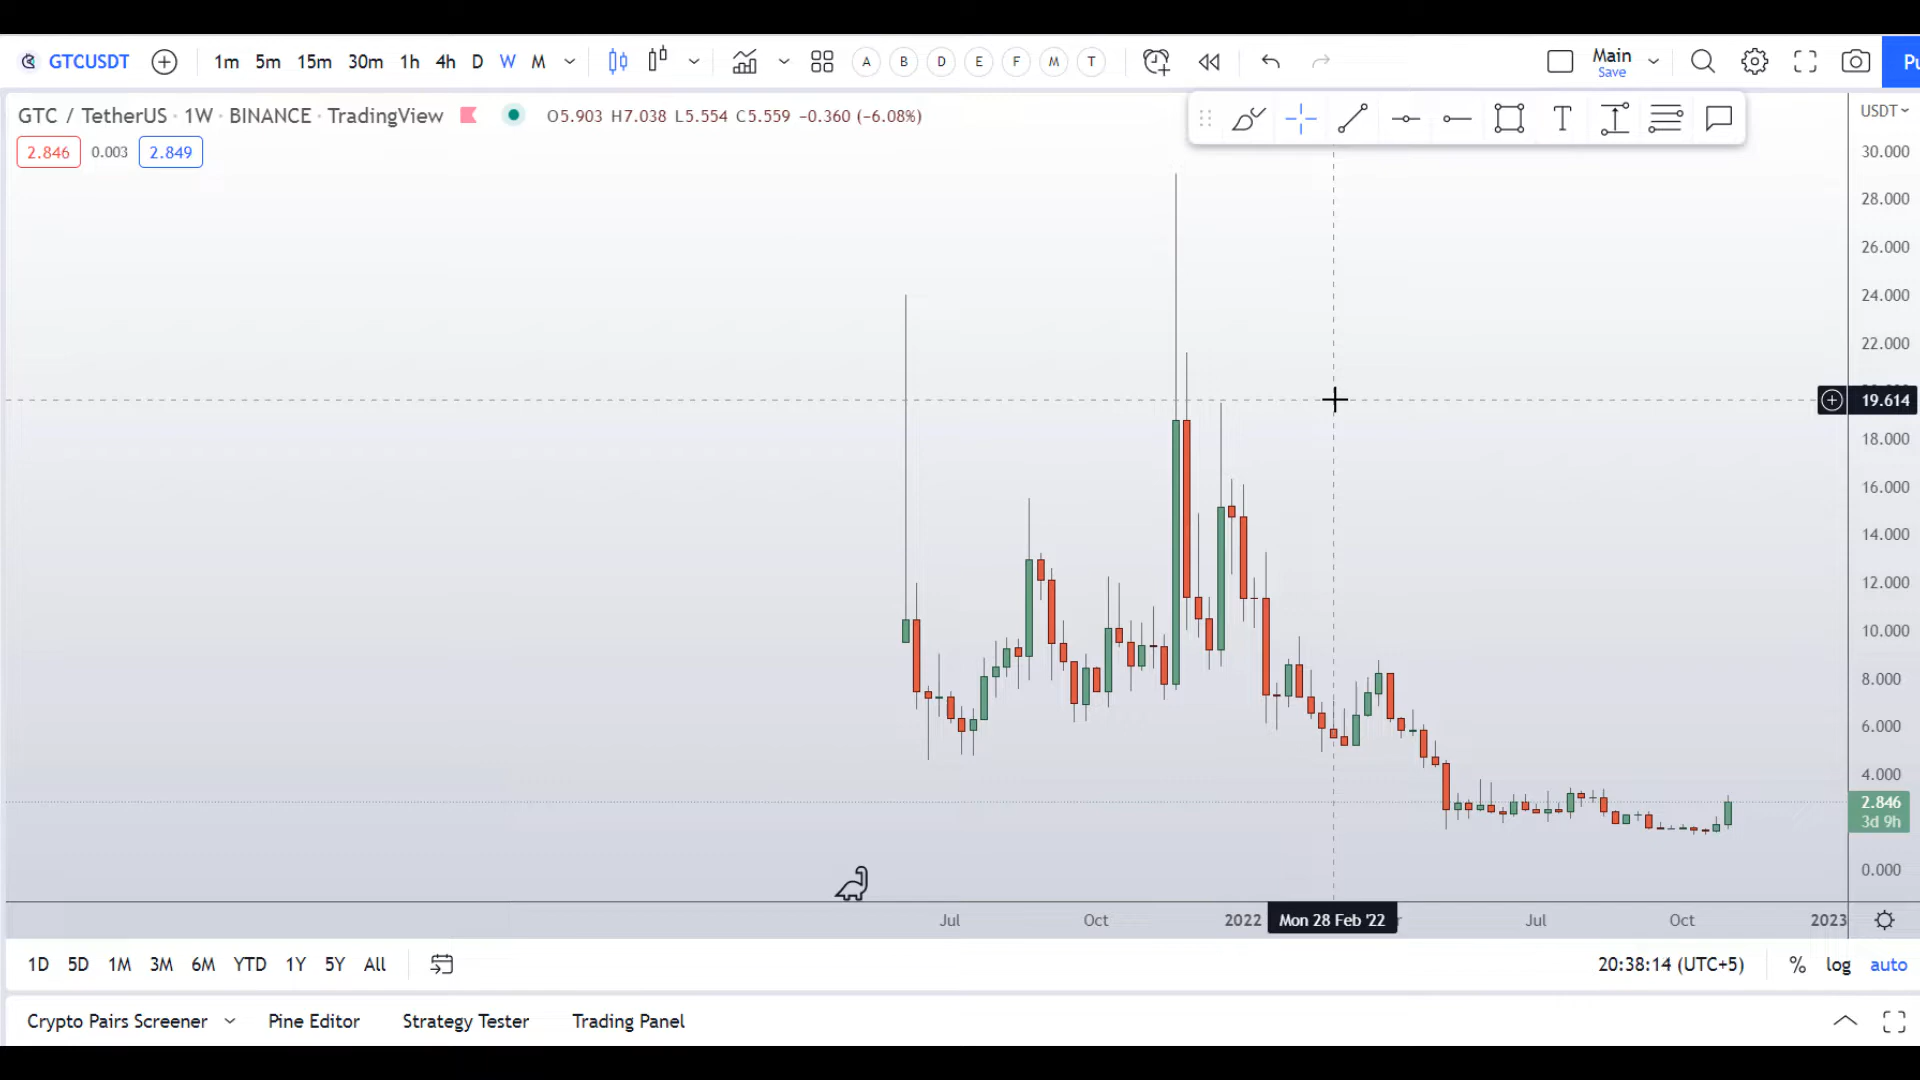 GTCUSDT 1m 5m 15m 30m 1h 4h D W M A B D E F M T Main Pu
Save
GTC / TetherUS · 1W · BINANCE · TradingView O5.903 H7.038 L5.554 C5.559 −0.360 (−6.08%) USDT
2.846 0.003 2.849
T
30.000
28.000
26.000
24.000
22.000
19.614
18.000
16.000
14.000
12.000
10.000
8.000
6.000
4.000
2.846
3d 9h
0.000
Jul Oct 2022 Mon 28 Feb '22 Jul Oct 2023
1D 5D 1M 3M 6M YTD 1Y 5Y All 20:38:14 (UTC+5) % log auto
Crypto Pairs Screener Pine Editor Strategy Tester Trading Panel